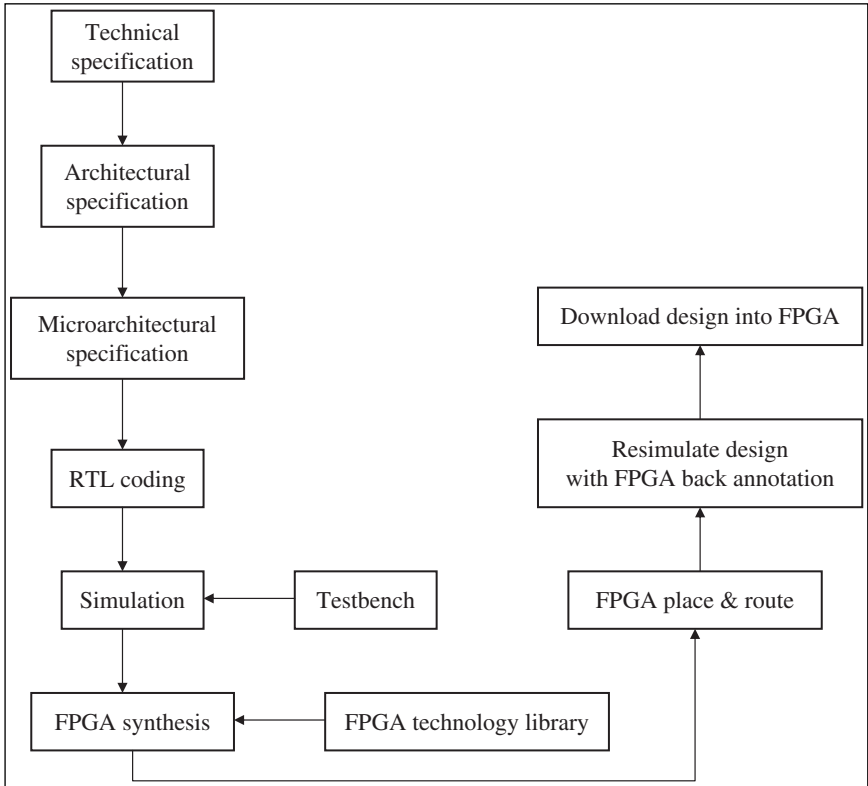 Technical
specification
Architectural
specification
Microarchitectural
specification
RTL coding
Simulation
Testbench
FPGA synthesis
FPGA technology library
Download design into FPGA
Resimulate design
with FPGA back annotation
FPGA place & route